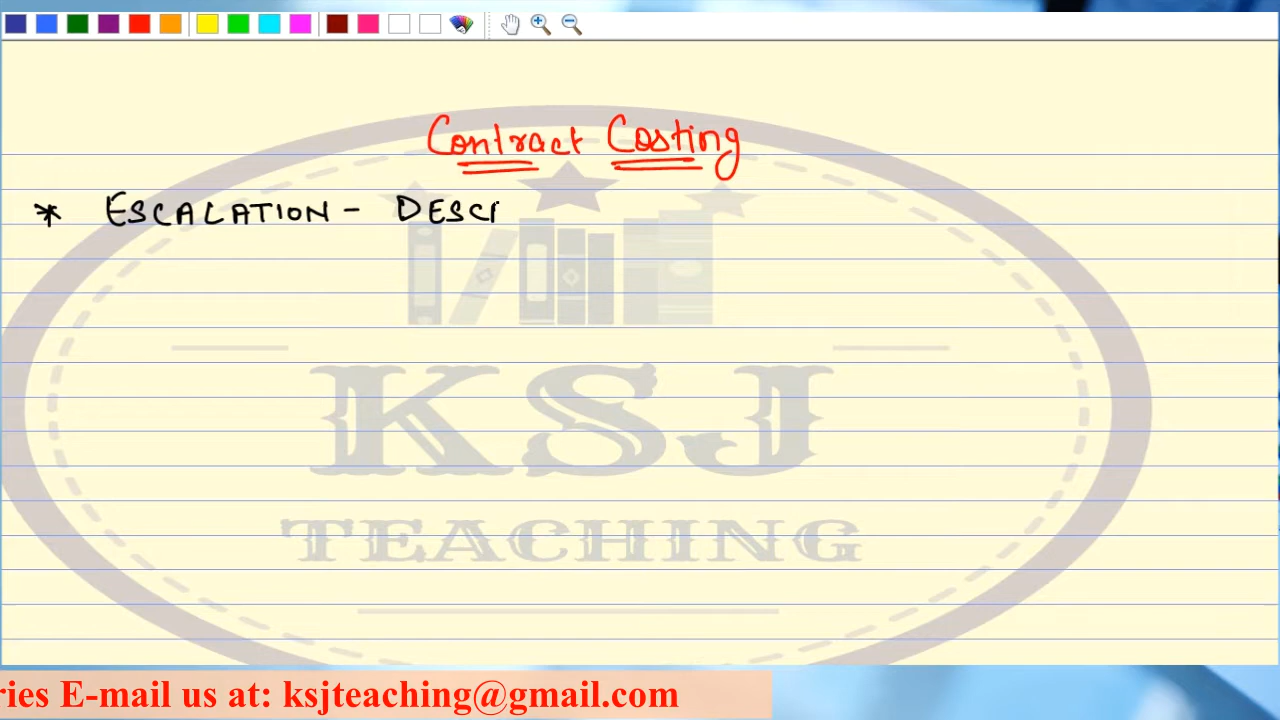 Contract Costing
* ESCALATION - DESC
KSJ
TEACHING
ries E-mail us at: ksjteaching@gmail.com